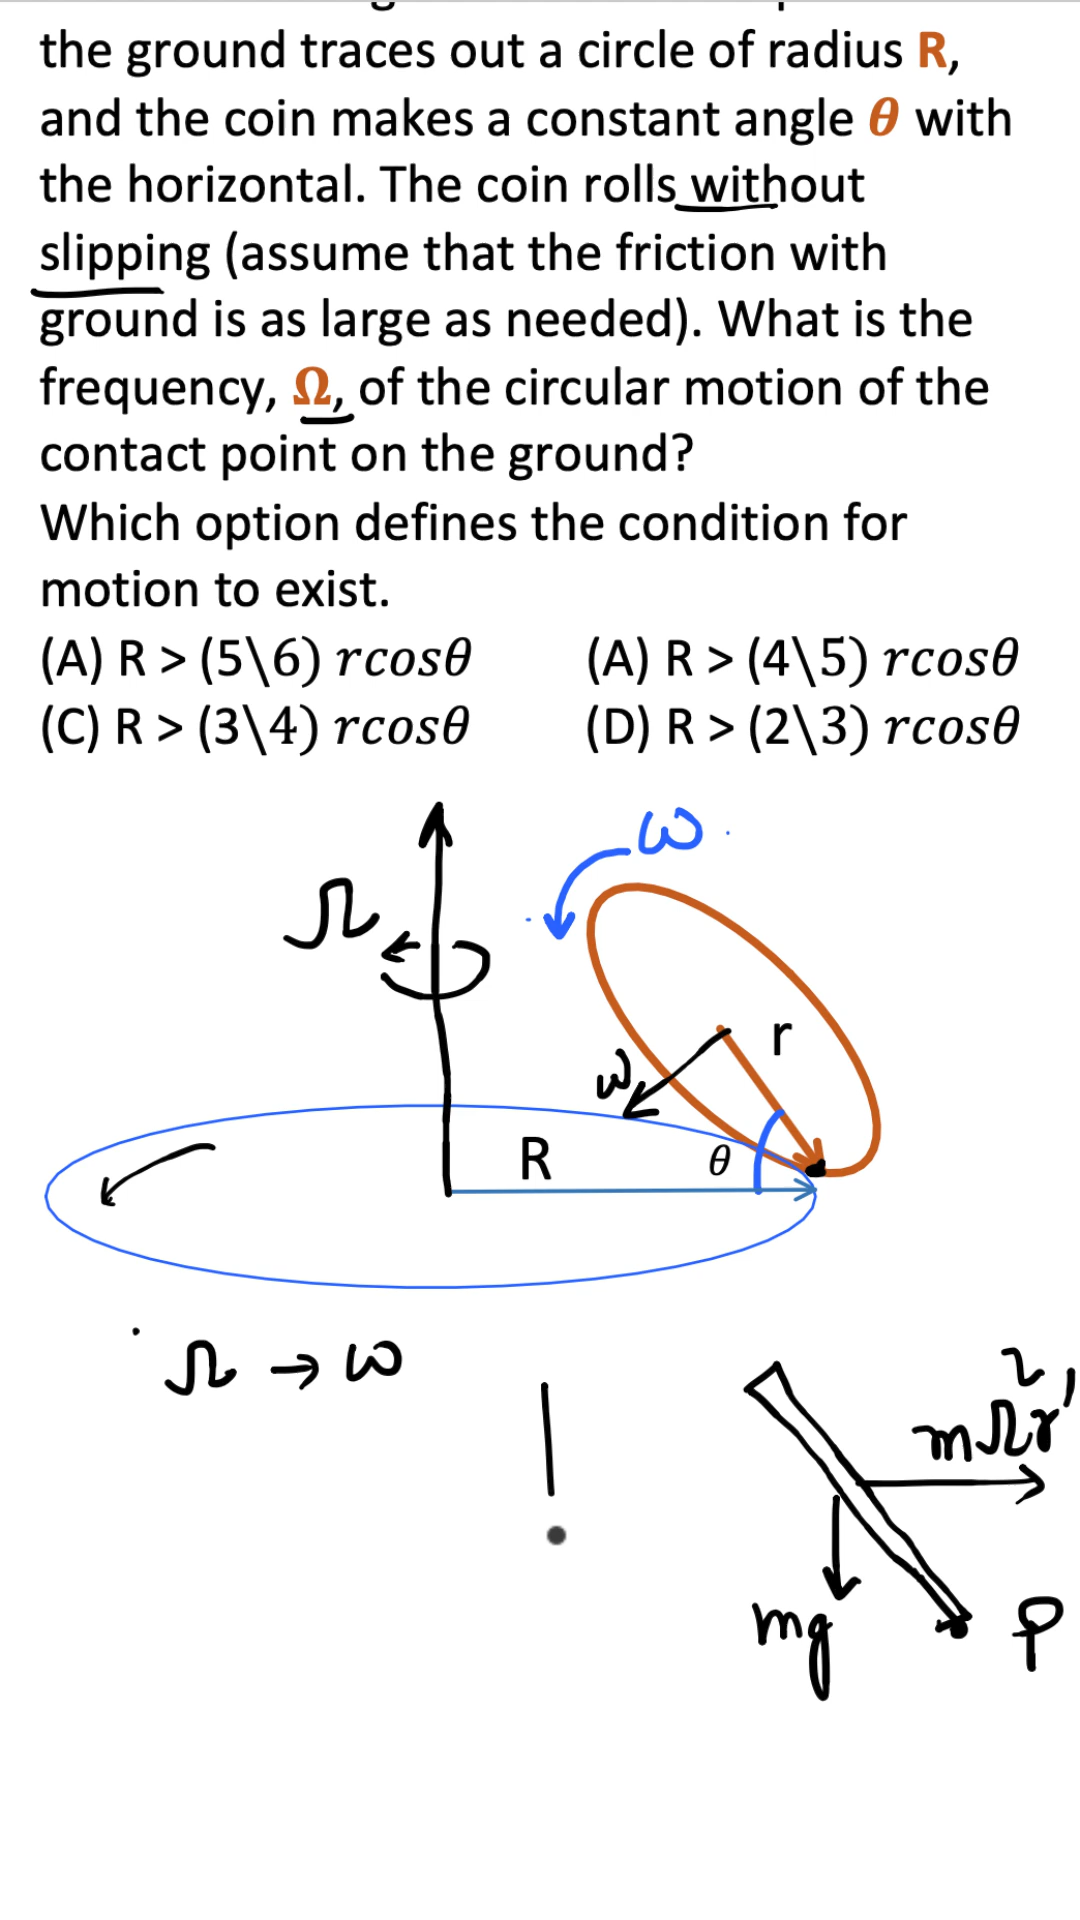 the ground traces out a circle of radius R,
and the coin makes a constant angle θ with
the horizontal. The coin rolls without
slipping (assume that the friction with
ground is as large as needed). What is the
frequency, Ω, of the circular motion of the
contact point on the ground?
Which option defines the condition for
motion to exist.
(A) R > (5\6) rcosθ (A) R > (4\5) rcosθ
(C) R > (3\4) rcosθ (D) R > (2\3) rcosθ
ω
Ω
r
ω
R
θ
Ω → ω
mΩ²r'
mg
P